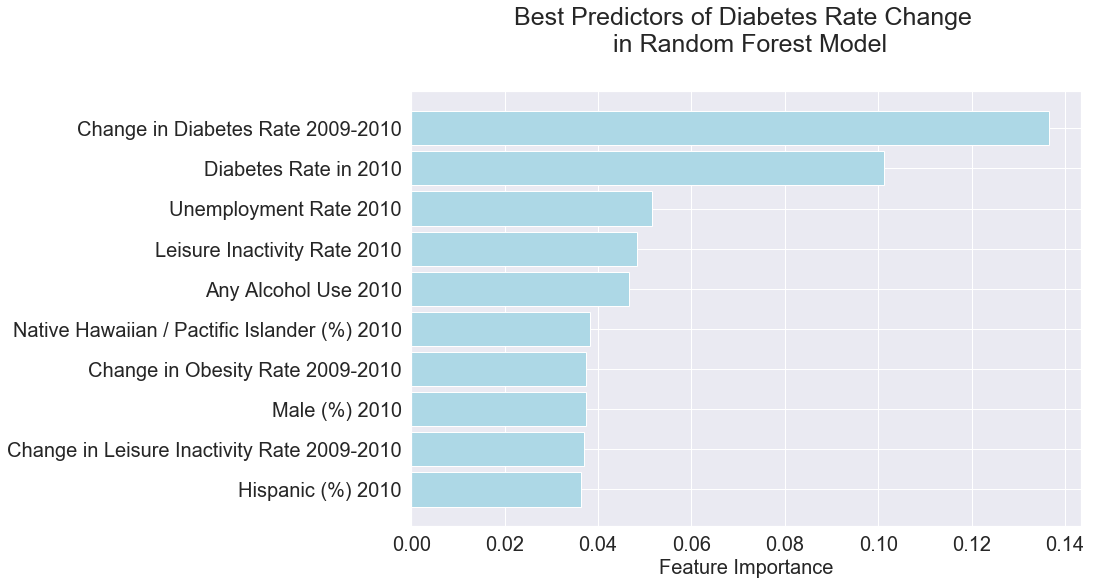 Best Predictors of Diabetes Rate Change
in Random Forest Model
Change in Diabetes Rate 2009-2010
Diabetes Rate in 2010
Unemployment Rate 2010
Leisure Inactivity Rate 2010
Any Alcohol Use 2010
Native Hawaiian / Pactific Islander (%) 2010
Change in Obesity Rate 2009-2010
Male (%) 2010
Change in Leisure Inactivity Rate 2009-2010
Hispanic (%) 2010
0.00 0.02 0.04 0.06 0.08 0.10 0.12 0.14
Feature Importance